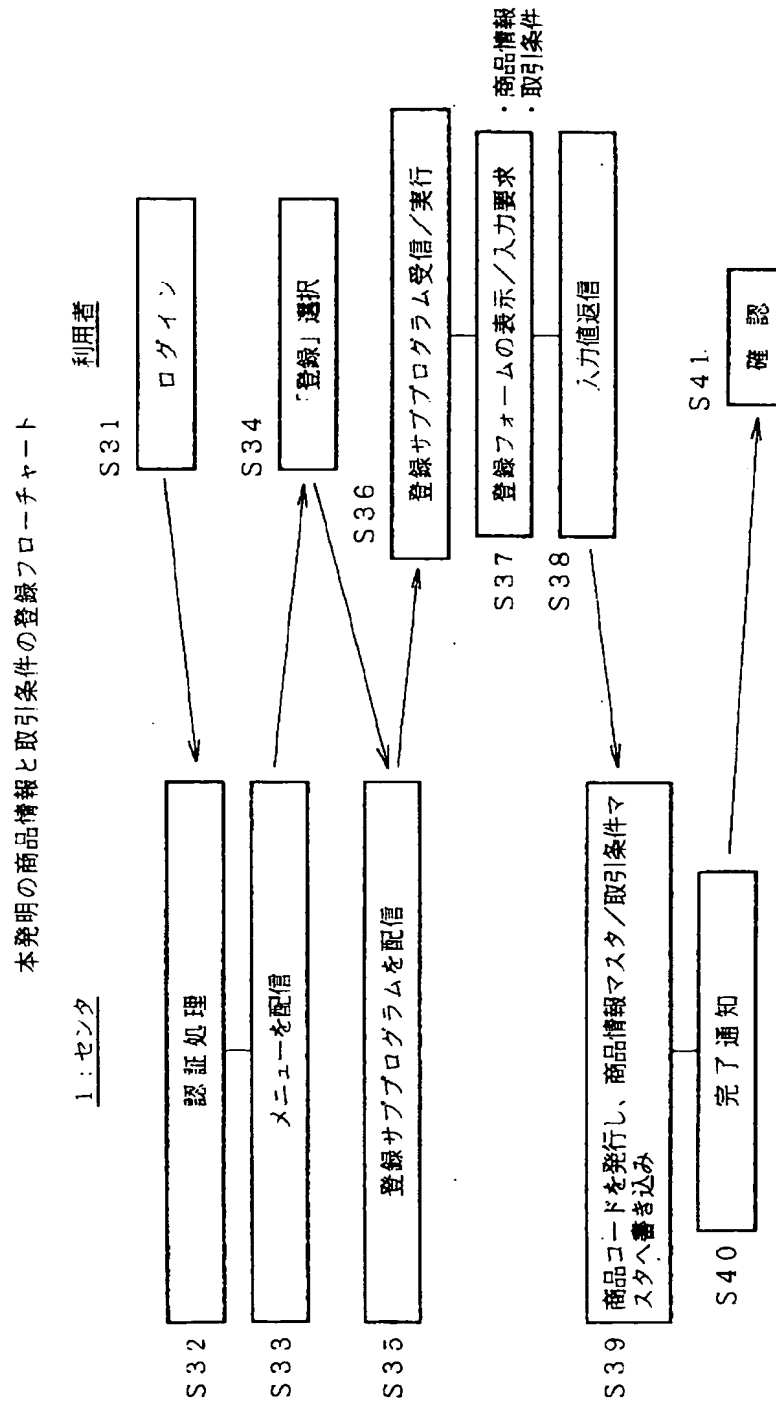 本発明の商品情報と取引条件の登録フローチャート
1:センタ
利用者
S31
ログイン
S32
認証処理
S33
メニューを配信
S34
「登録」選択
S35
登録サブプログラムを配信
S36
登録サブプログラム受信/実行
S37
登録フォームの表示/入力要求
・商品情報
・取引条件
S38
入力値返信
S39
商品コードを発行し、商品情報マスタ/取引条件マ
スタへ書き込み
S40
完了通知
S41
確認